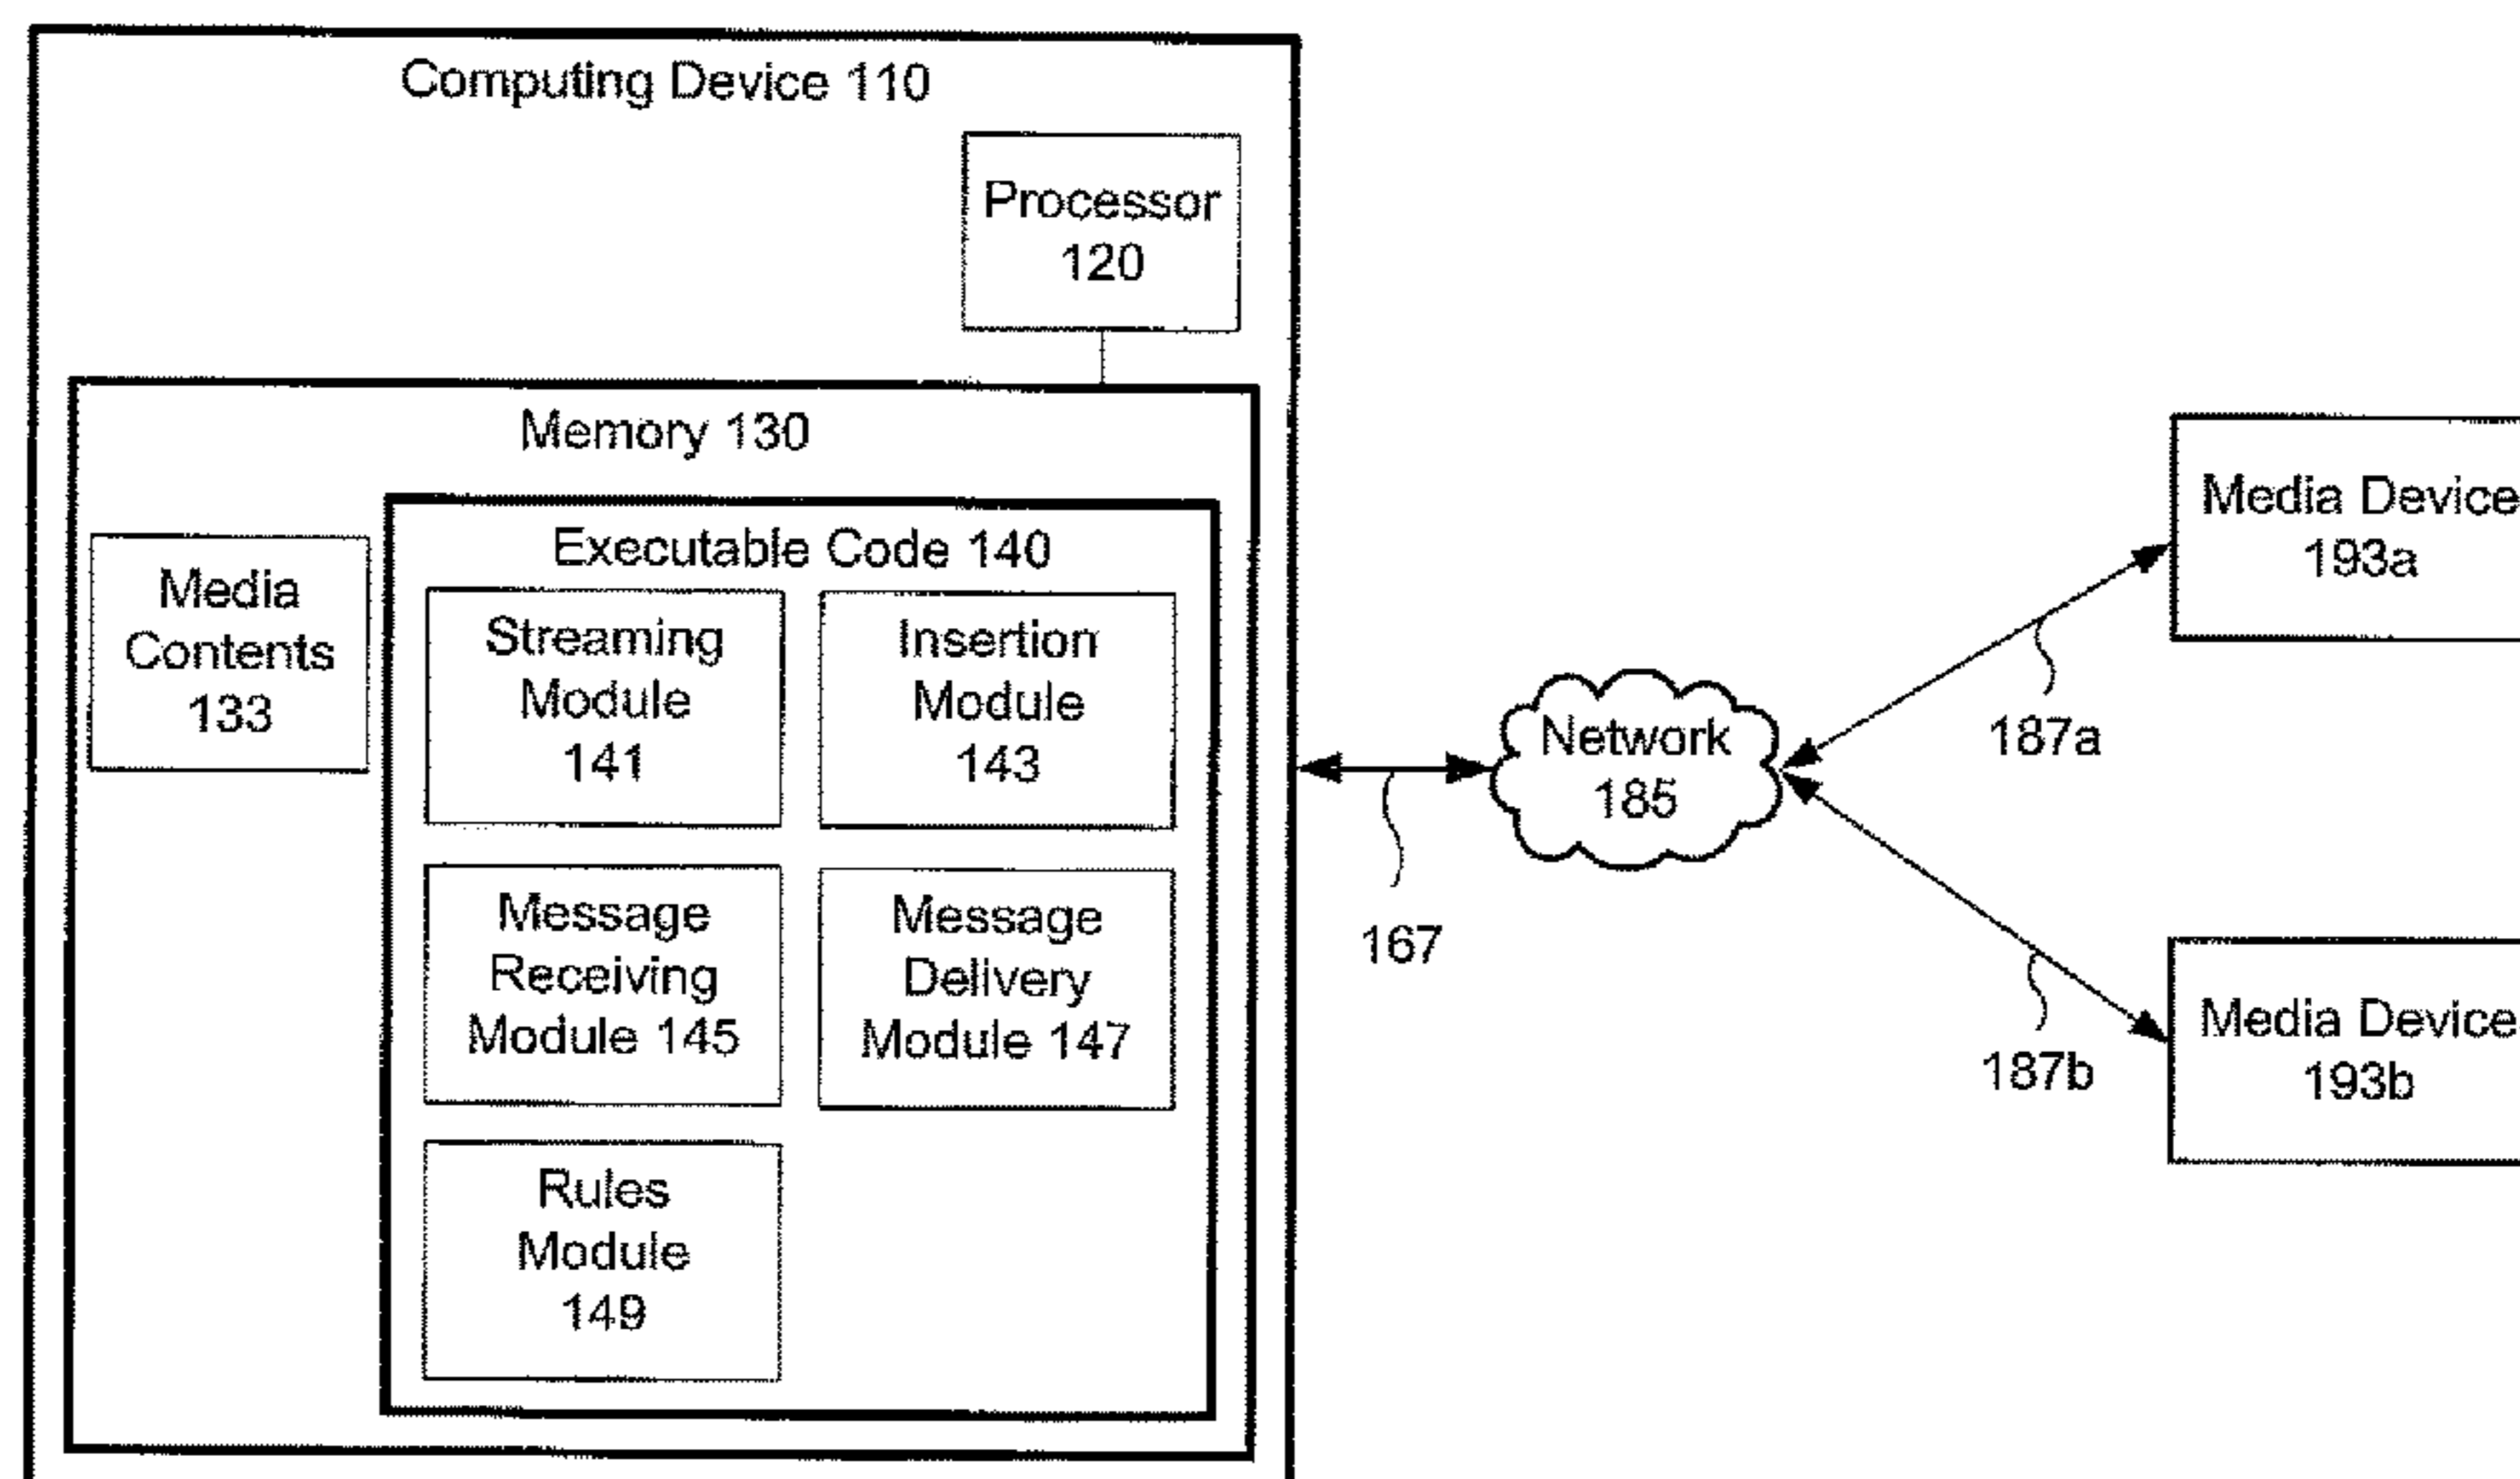 Computing Device 110
Processor
120
Memory 130
Media
Contents
133
Executable Code 140
Streaming
Module
141
Insertion
Module
143
Message
Receiving
Module 145
Message
Delivery
Module 147
Rules
Module
149
167
Network
185
187a
187b
Media Device
193a
Media Device
193b